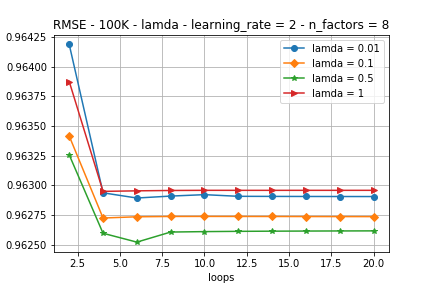 RMSE - 100K - lamda - learning_rate = 2 - n_factors = 8
0.96425
0.96400
0.96375
0.96350
0.96325
0.96300
0.96275
0.96250
lamda = 0.01
lamda = 0.1
lamda = 0.5
lamda = 1
2.5 5.0 7.5 10.0 12.5 15.0 17.5 20.0
loops